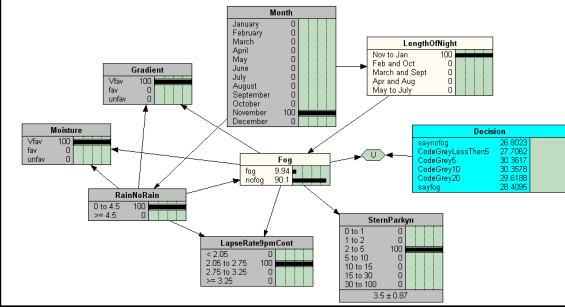 Month
January 0
February 0
March 0
April 0
May 0
June 0
July 0
August 0
September 0
October 0
November 100
December 0
LengthOfNight
Nov to Jan 100
Feb and Oct 0
March and Sept 0
Apr and Aug 0
May to July 0
Gradient
Vfav 100
fav 0
unfav 0
Moisture
Vfav 100
fav 0
unfav 0
Decision
saynofog 26.8023
CodeGreyLessThen5 37.7062
CodeGrey5 30.3617
CodeGrey10 30.3578
CodeGrey20 29.6188
sayfog 28.4095
U
Fog
fog 9.94
nofog 90.1
RainNoRain
0 to 4.5 100
>= 4.5 0
SternParkyn
0 to 1 0
1 to 2 0
2 to 5 100
5 to 10 0
10 to 15 0
15 to 30 0
30 to 100 0
3.5 ± 0.87
LapseRate9pmCont
< 2.05 0
2.05 to 2.75 100
2.75 to 3.25 0
>= 3.25 0